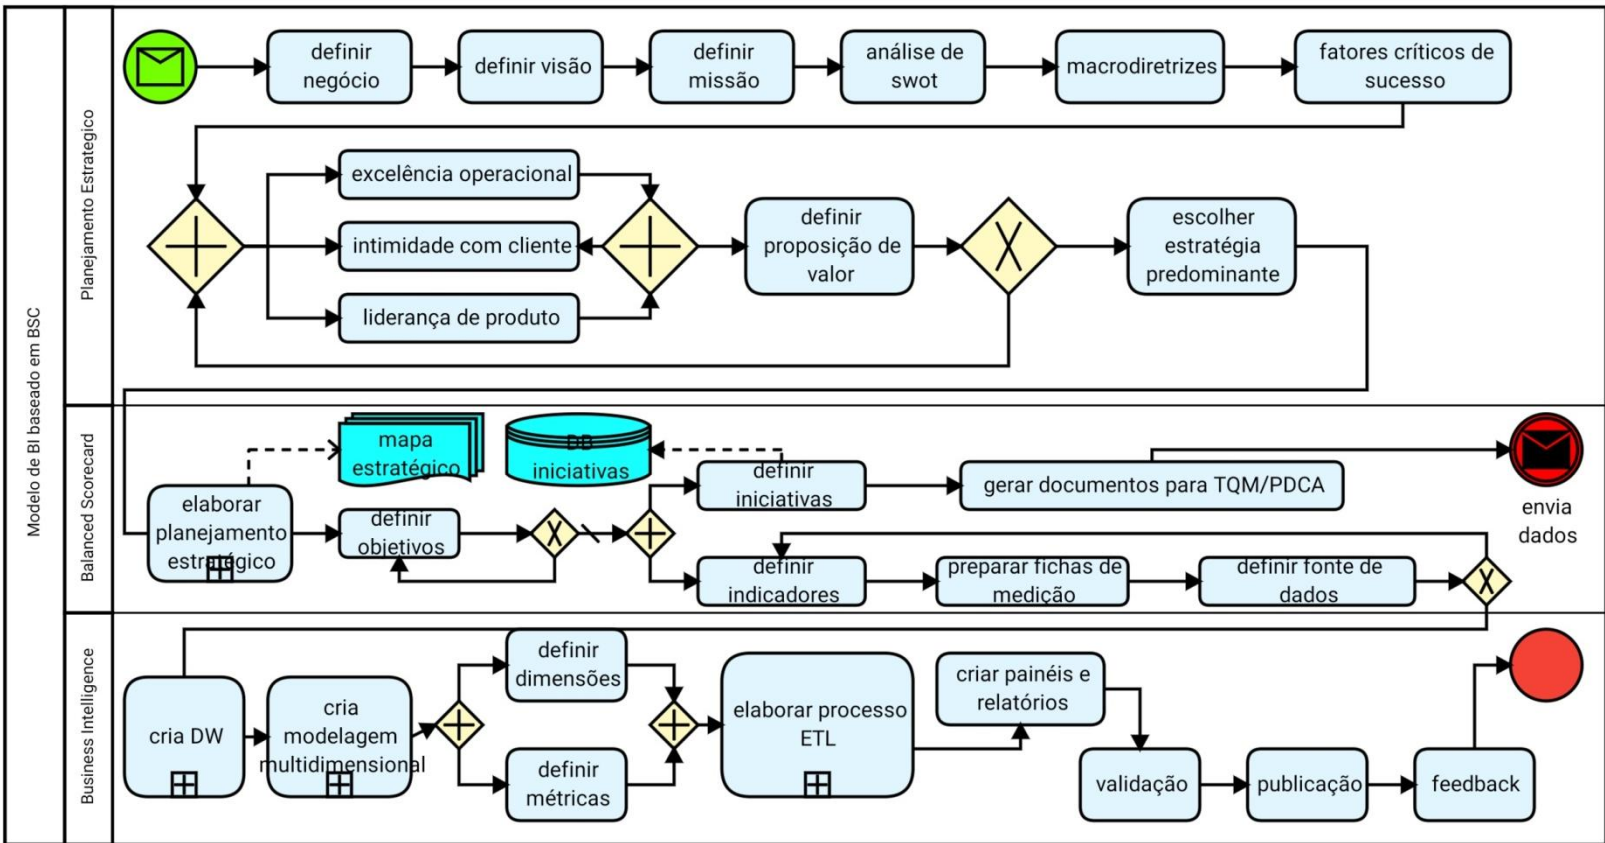 Modelo de BI baseado em BSC
Planejamento Estrategico
definir
negócio
definir visão
definir
missão
análise de
swot
macrodiretrizes
fatores críticos de
sucesso
excelência operacional
intimidade com cliente
liderança de produto
definir
proposição de
valor
escolher
estratégia
predominante
Balanced Scorecard
mapa
estratégico
DB
iniciativas
elaborar
planejamento
estratégico
definir
objetivos
definir
iniciativas
gerar documentos para TQM/PDCA
envia
dados
definir
indicadores
preparar fichas de
medição
definir fonte de
dados
Business Intelligence
cria DW
cria
modelagem
multidimensional
definir
dimensões
definir
métricas
elaborar processo
ETL
criar painéis e
relatórios
validação
publicação
feedback